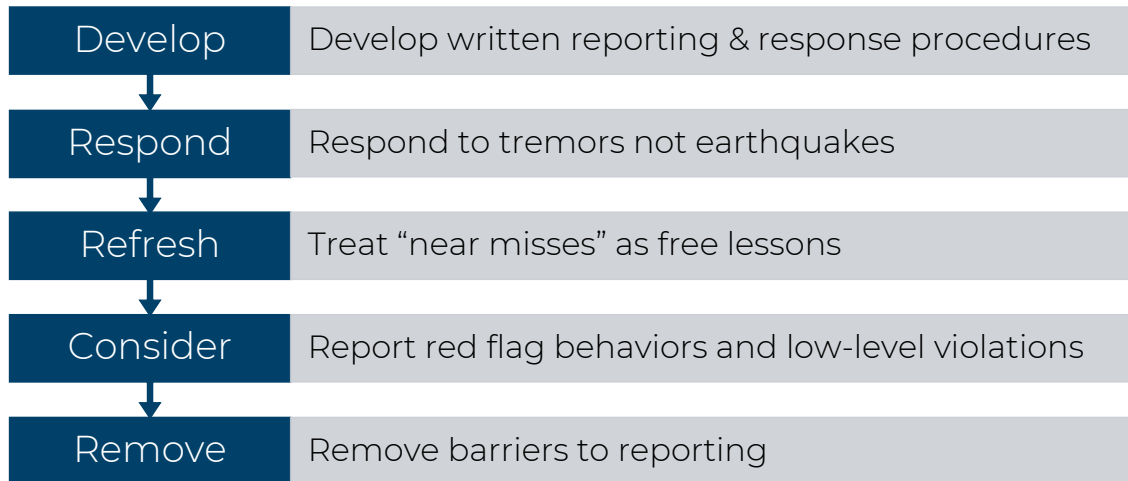 Develop
Develop written reporting & response procedures
Respond
Respond to tremors not earthquakes
Refresh
Treat “near misses” as free lessons
Consider
Report red flag behaviors and low-level violations
Remove
Remove barriers to reporting